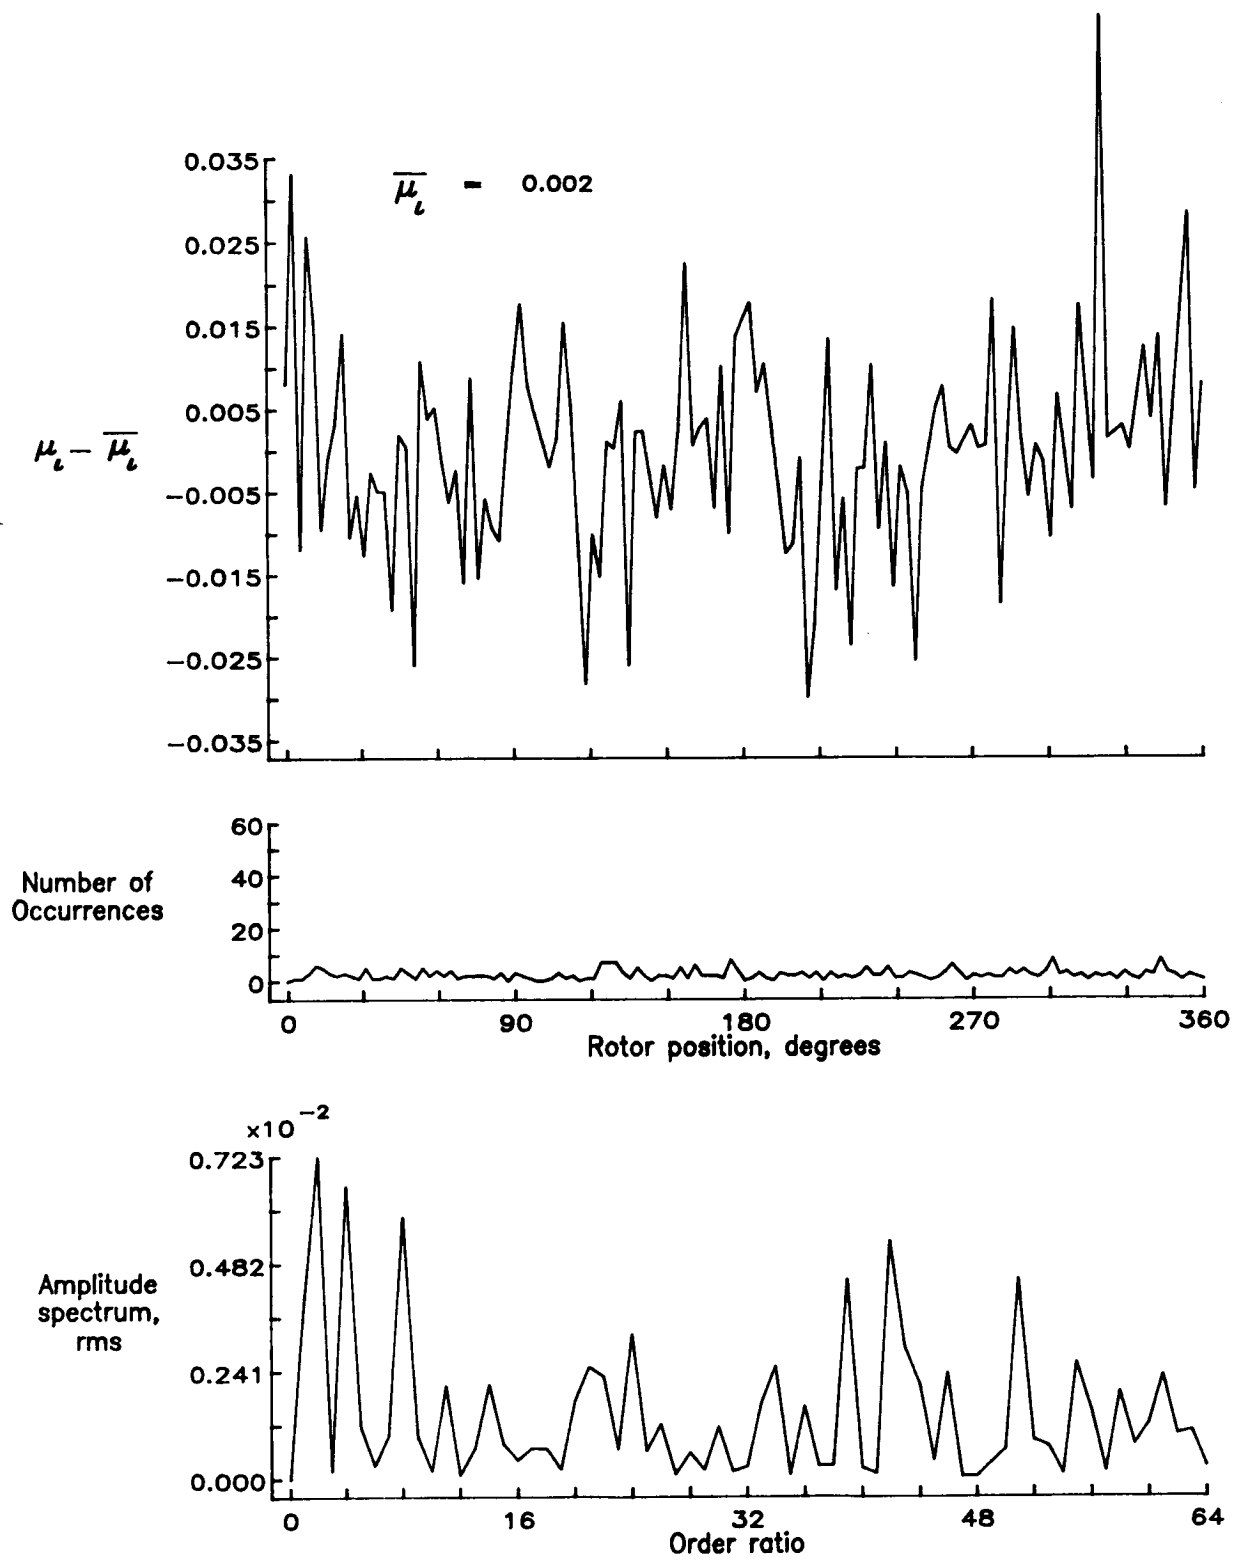 0.035
μ̅ι = 0.002
0.025
0.015
0.005
μι − μ̅ι
−0.005
−0.015
−0.025
−0.035
60
40
20
0
Number of
Occurrences
0 90 180 270 360
Rotor position, degrees
x10 −2
0.723
0.482
0.241
0.000
Amplitude
spectrum,
rms
0 16 32 48 64
Order ratio